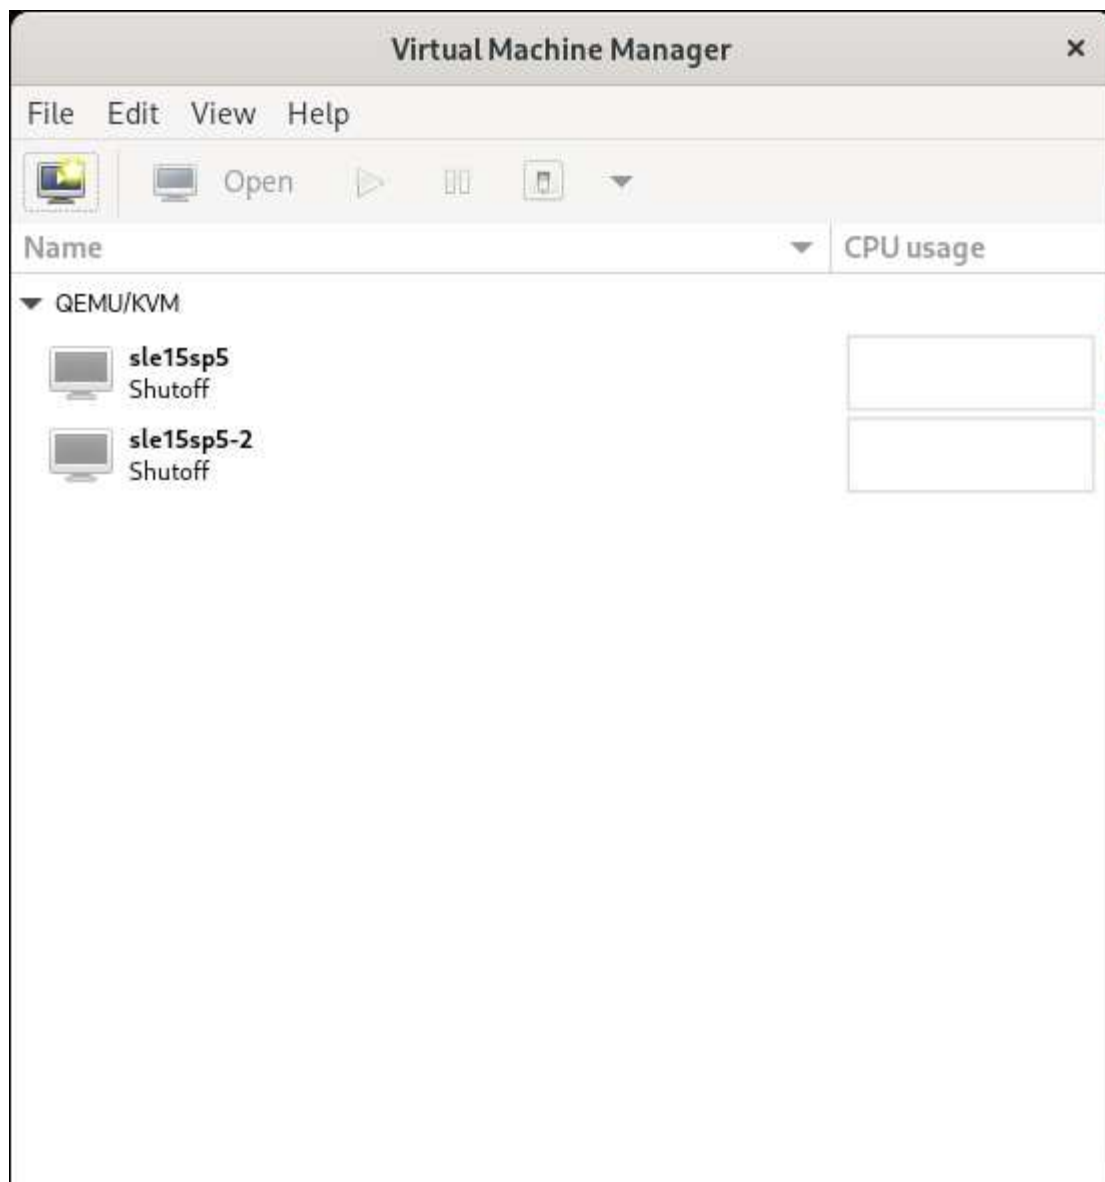 Virtual Machine Manager
File Edit View Help
Open
Name CPU usage
QEMU/KVM
sle15sp5
Shutoff
sle15sp5-2
Shutoff